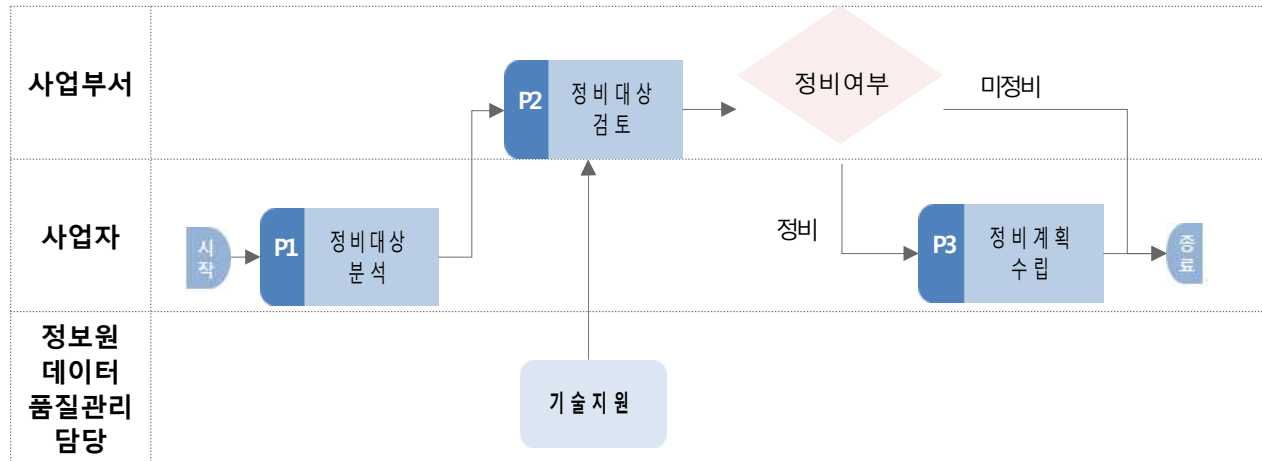 사업부서
P2
정비대상
검토
정비여부
미정비
사업자
시
작
P1
정비대상
분석
정비
P3
정비계획
수립
종
료
정보원
데이터
품질관리
담당
기술지원